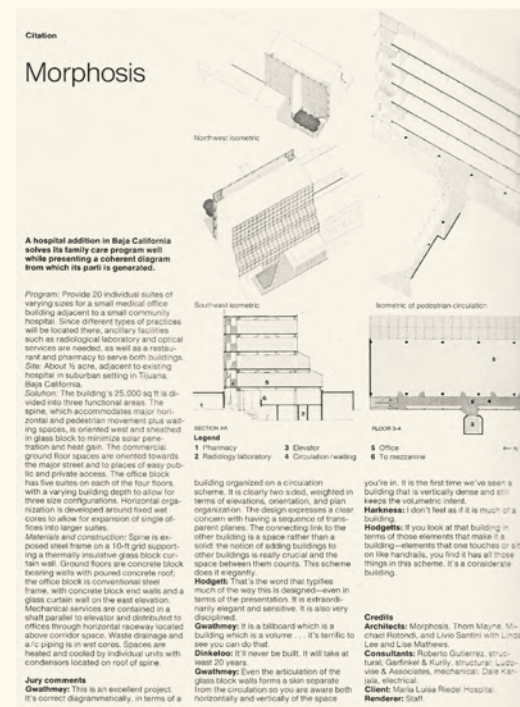 Citation
Morphosis
Northwest isometric
A hospital addition in Baja California
solves its family care program well
while presenting a coherent diagram
from which its parti is generated.
Program: Provide 20 individual suites of
varying sizes for a small medical office
building adjacent to a small community
hospital. Since different types of practices
will be located there, ancillary facilities
such as radiological laboratory and optical
services are needed, as well as a restau-
rant and pharmacy to serve both buildings.
Site: About ½ acre, adjacent to existing
hospital in suburban setting in Tijuana,
Baja California.
Solution: The building's 25,000 sq ft is di-
vided into three functional areas. The
spine, which accommodates major hori-
zontal and pedestrian movement plus wait-
ing spaces, is oriented west and sheathed
in glass block to minimize solar pene-
tration and heat gain. The commercial
ground floor spaces are oriented towards
the major street and to places of easy pub-
lic and private access. The office block
has five suites on each of the four floors,
with a varying building depth to allow for
three size configurations. Horizontal orga-
nization is developed around fixed wet
cores to allow for expansion of single of-
fices into larger suites.
Materials and construction: Spine is ex-
posed steel frame on a 10-ft grid support-
ing a thermally insulative glass block cur-
tain wall. Ground floors are concrete block
bearing walls with poured concrete roof;
the office block is conventional steel
frame, with concrete block end walls and a
glass curtain wall on the east elevation.
Mechanical services are contained in a
shaft parallel to elevator and distributed to
offices through horizontal raceway located
above corridor space. Waste drainage and
a/c piping is in wet cores. Spaces are
heated and cooled by individual units with
condensors located on roof of spine.
Jury comments
Gwathmey: This is an excellent project.
It's correct diagrammatically, in terms of a
Southwest isometric
Isometric of pedestrian circulation
SECTION AA
FLOOR 3-4
Legend
1 Pharmacy
2 Radiology laboratory
3 Elevator
4 Circulation/waiting
5 Office
6 To mezzanine
building organized on a circulation
scheme. It is clearly two sided, weighted in
terms of elevations, orientation, and plan
organization. The design expresses a clear
concern with having a sequence of trans-
parent planes. The connecting link to the
other building is a space rather than a
solid; the notion of adding buildings to
other buildings is really crucial and the
space between them counts. This scheme
does it elegantly.
Hodgett: That's the word that typifies
much of the way this is designed—even in
terms of the presentation. It is extraordi-
narily elegant and sensitive. It is also very
disciplined.
Gwathmey: It is a billboard which is a
building which is a volume . . . it's terrific to
see you can do that.
Dinkeloo: It'll never be built. It will take at
least 20 years.
Gwathmey: Even the articulation of the
glass block walls forms a skin separate
from the circulation so you are aware both
horizontally and vertically of the space
you're in. It is the first time we've seen a
building that is vertically dense and still
keeps the volumetric intent.
Harkness: I don't feel as if it is much of a
building.
Hodgetts: If you look at that building in
terms of those elements that make it a
building—elements that one touches or sits
on like handrails, you find it has all those
things in this scheme. It's a considerate
building.
Credits
Architects: Morphosis, Thom Mayne, Mi-
chael Rotondi, and Livio Santini with Linda
Lee and Lise Mathews.
Consultants: Roberto Gutierrez, struc-
tural, Garfinkel & Kurily, structural; Ludo-
vise & Associates, mechanical; Dale
electrical.
Client: Maria Luisa Riedel Hospital.
Renderer: Staff.